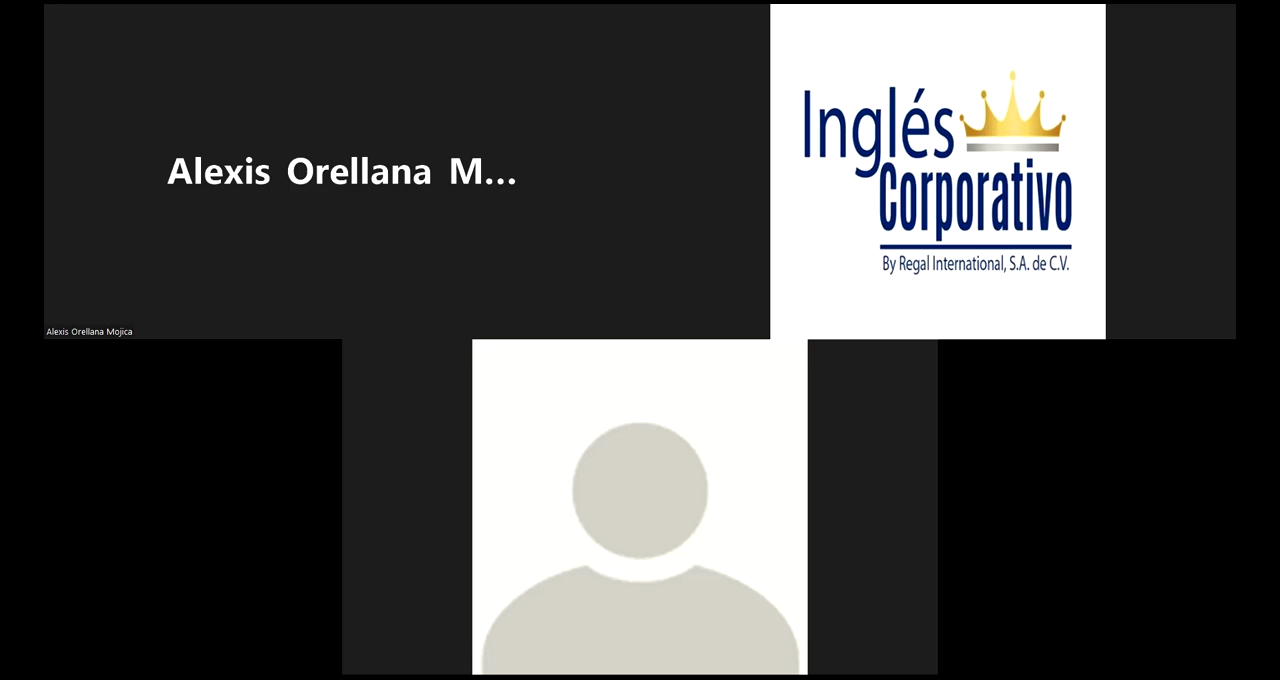 Alexis Orellana M...
Alexis Orellana Mojica
Inglés
Corporativo
By Regal International, S.A. de C.V.